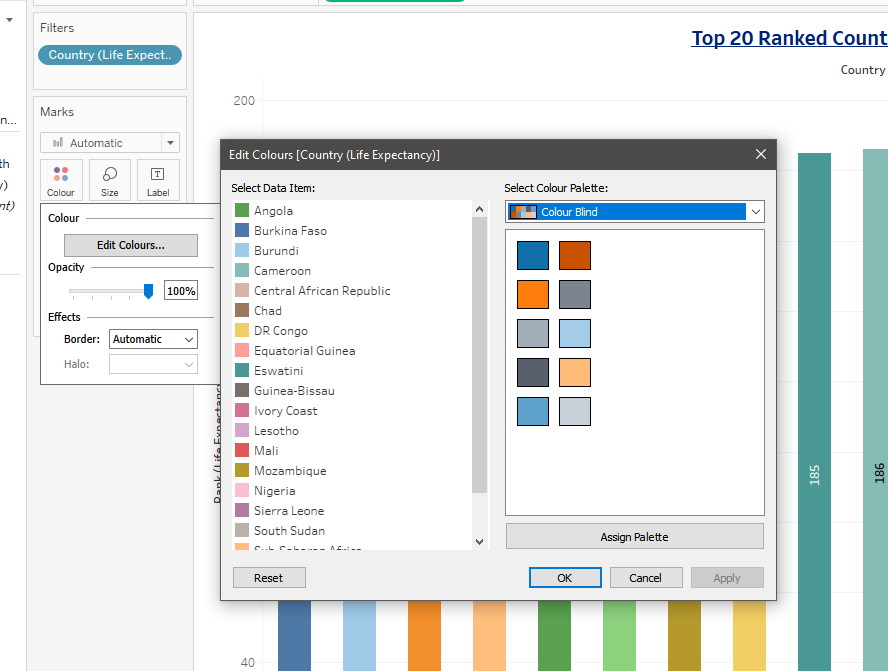 Filters
Country (Life Expect..
Top 20 Ranked Count
Country
Marks
n...
200
Automatic
th
y)
nt)
Colour
Size
T
Label
Edit Colours [Country (Life Expectancy)]
Colour
Edit Colours...
Opacity
100%
Effects
Border:
Automatic
Halo:
Select Data Item:
Angola
Burkina Faso
Burundi
Cameroon
Central African Republic
Chad
DR Congo
Equatorial Guinea
Eswatini
Guinea-Bissau
Ivory Coast
Lesotho
Mali
Mozambique
Nigeria
Sierra Leone
South Sudan
Sub-Saharan Africa
Select Colour Palette:
Colour Blind
Assign Palette
Reset
OK
Cancel
Apply
Rank (Life Expectanc
185
186
40